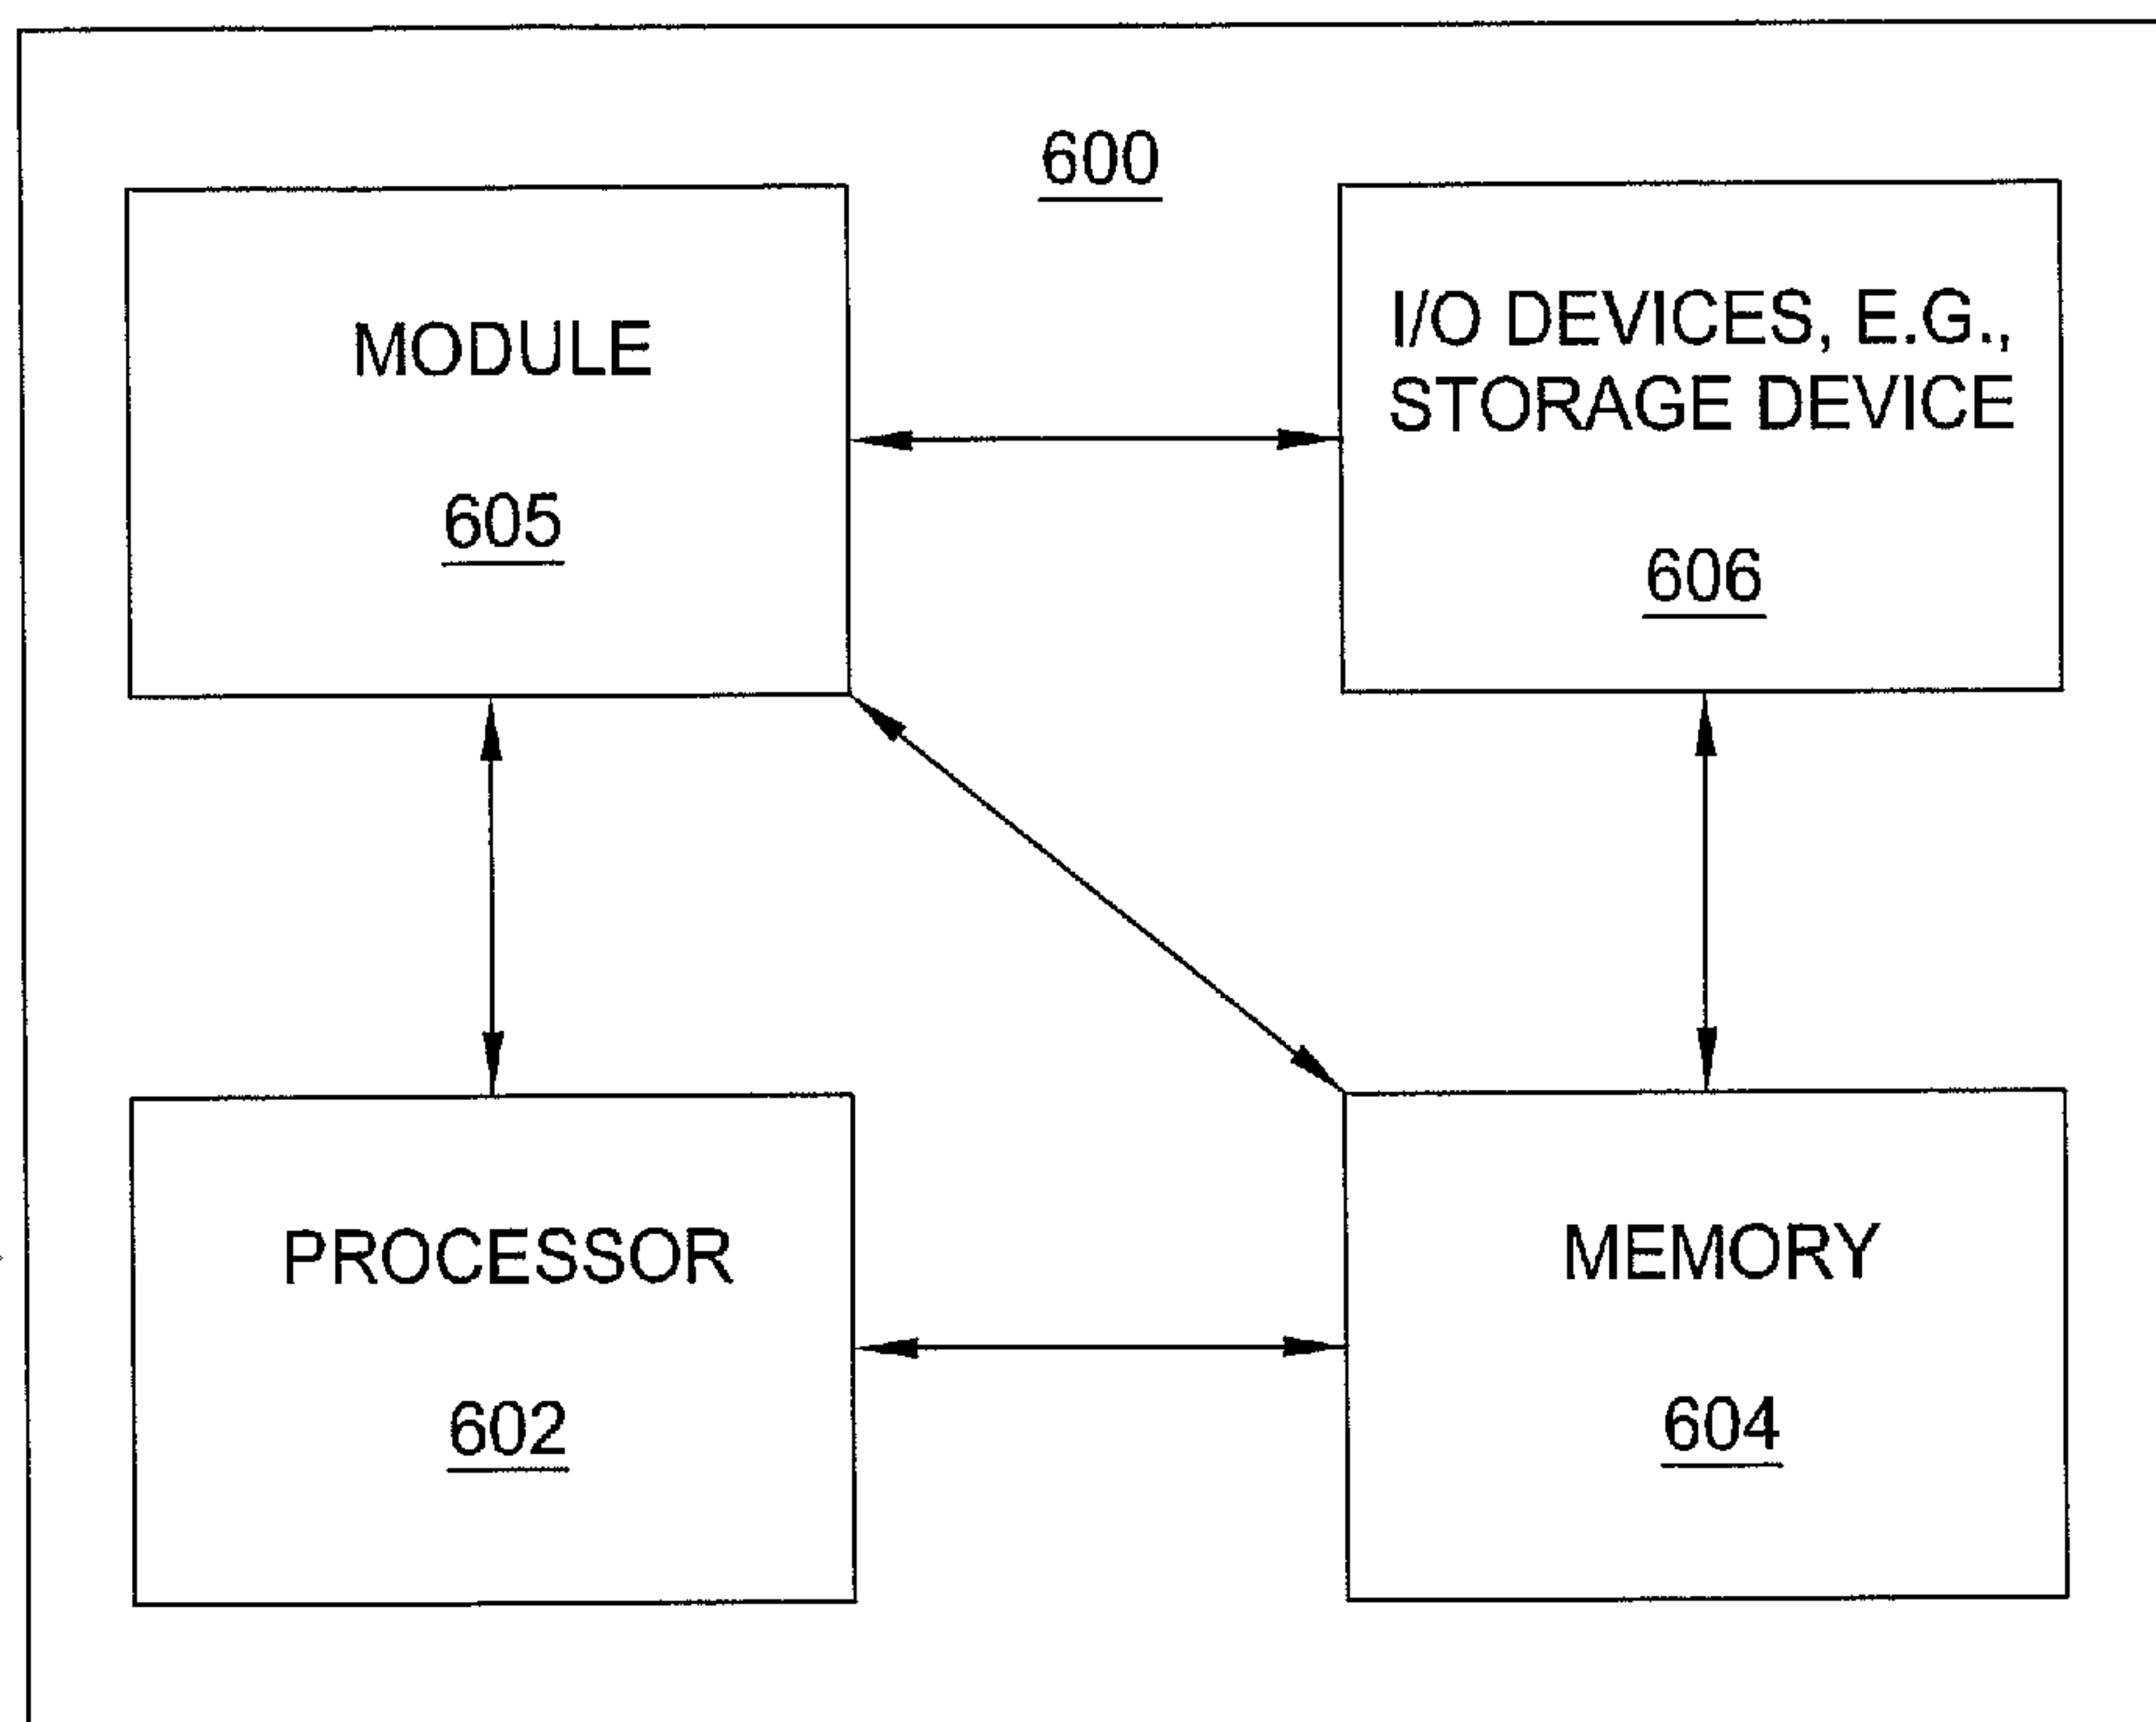 600
MODULE
605
I/O DEVICES, E.G.,
STORAGE DEVICE
606
PROCESSOR
602
MEMORY
604